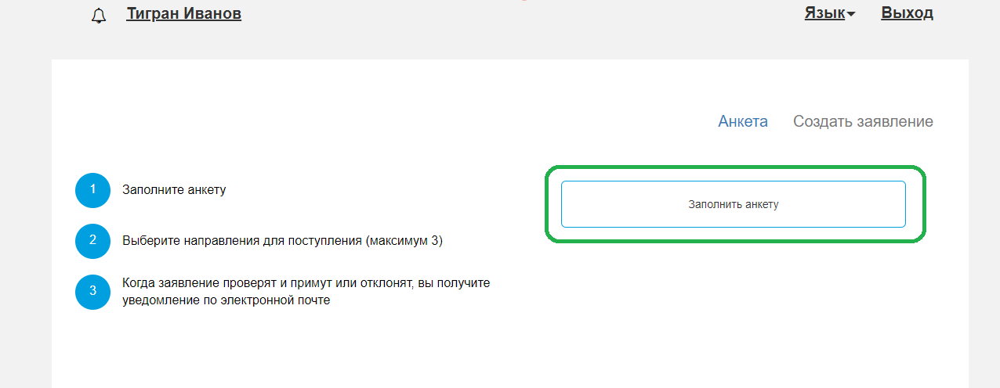 Тигран Иванов
Язык
Выход
Анкета
Создать заявление
1
Заполните анкету
Заполнить анкету
2
Выберите направления для поступления (максимум 3)
3
Когда заявление проверят и примут или отклонят, вы получите
уведомление по электронной почте